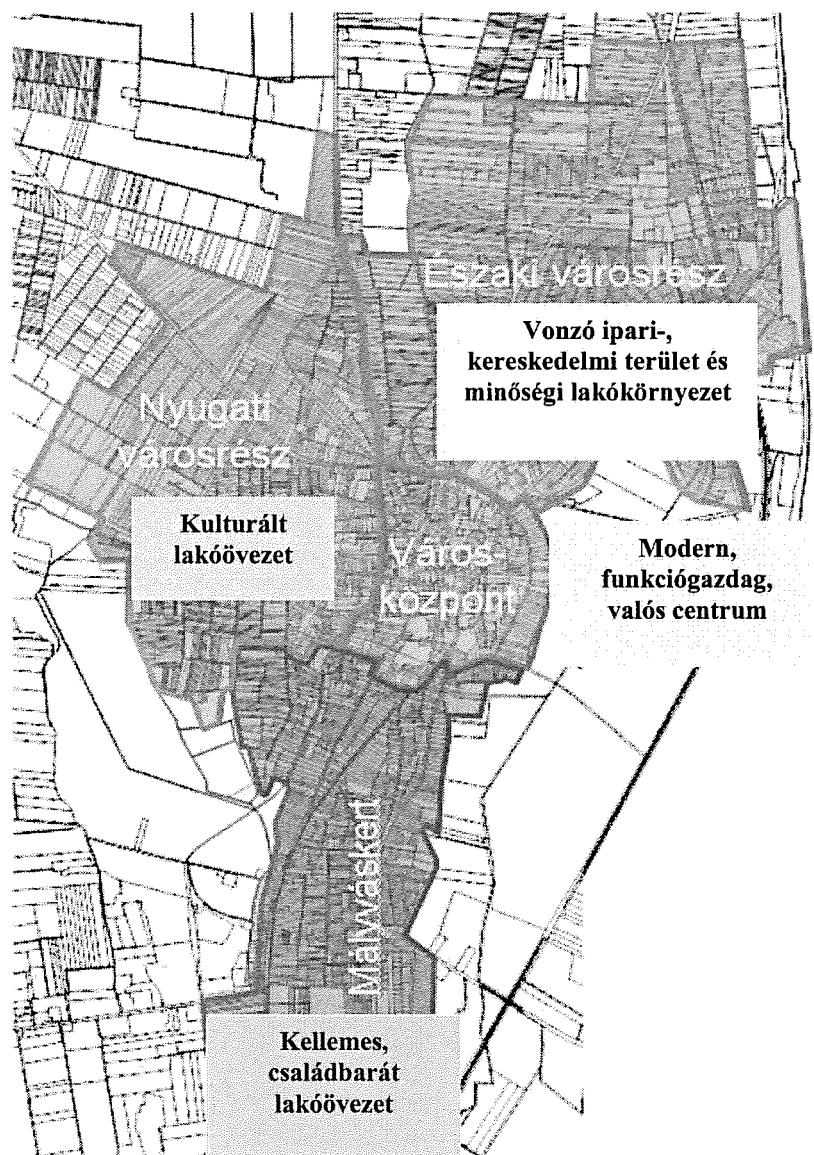 Északi városrész
Vonzó ipari-,
kereskedelmi terület és
minőségi lakókörnyezet
Nyugati
városrész
Kulturált
lakóövezet
Város-
központ
Modern,
funkciógazdag,
valós centrum
Mályváskert
Kellemes,
családbarát
lakóövezet